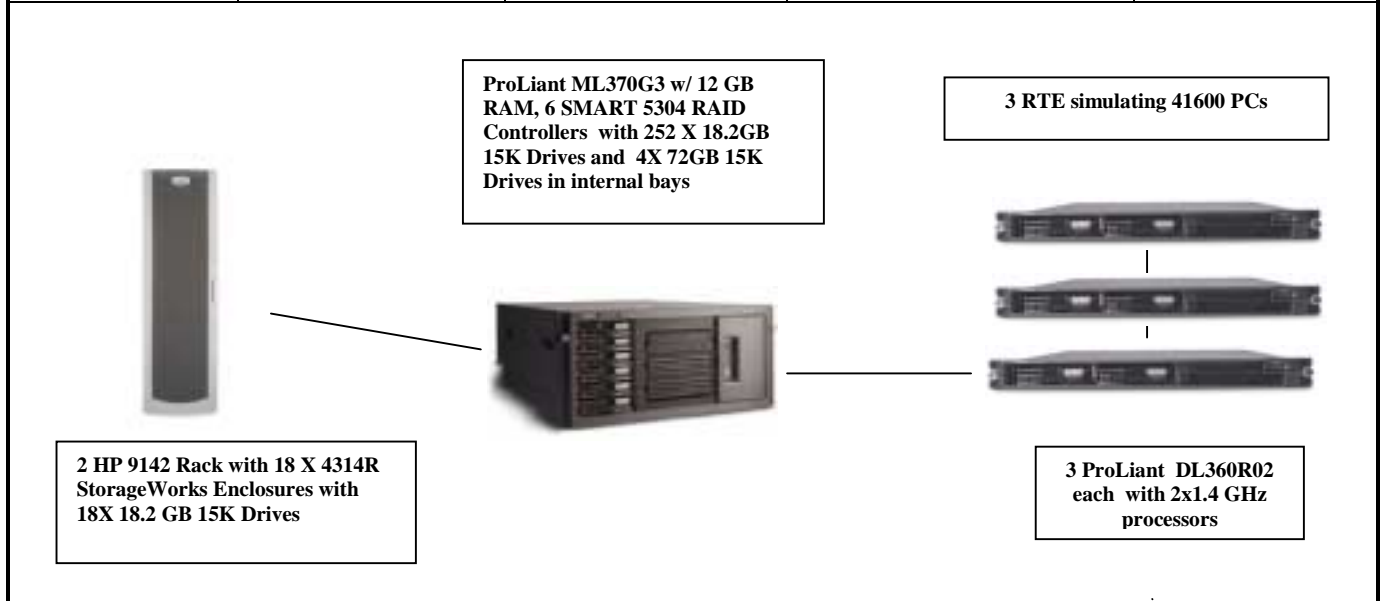 ProLiant ML370G3 w/ 12 GB
RAM, 6 SMART 5304 RAID
Controllers with 252 X 18.2GB
15K Drives and 4X 72GB 15K
Drives in internal bays
3 RTE simulating 41600 PCs
2 HP 9142 Rack with 18 X 4314R
StorageWorks Enclosures with
18X 18.2 GB 15K Drives
3 ProLiant DL360R02
each with 2x1.4 GHz
processors